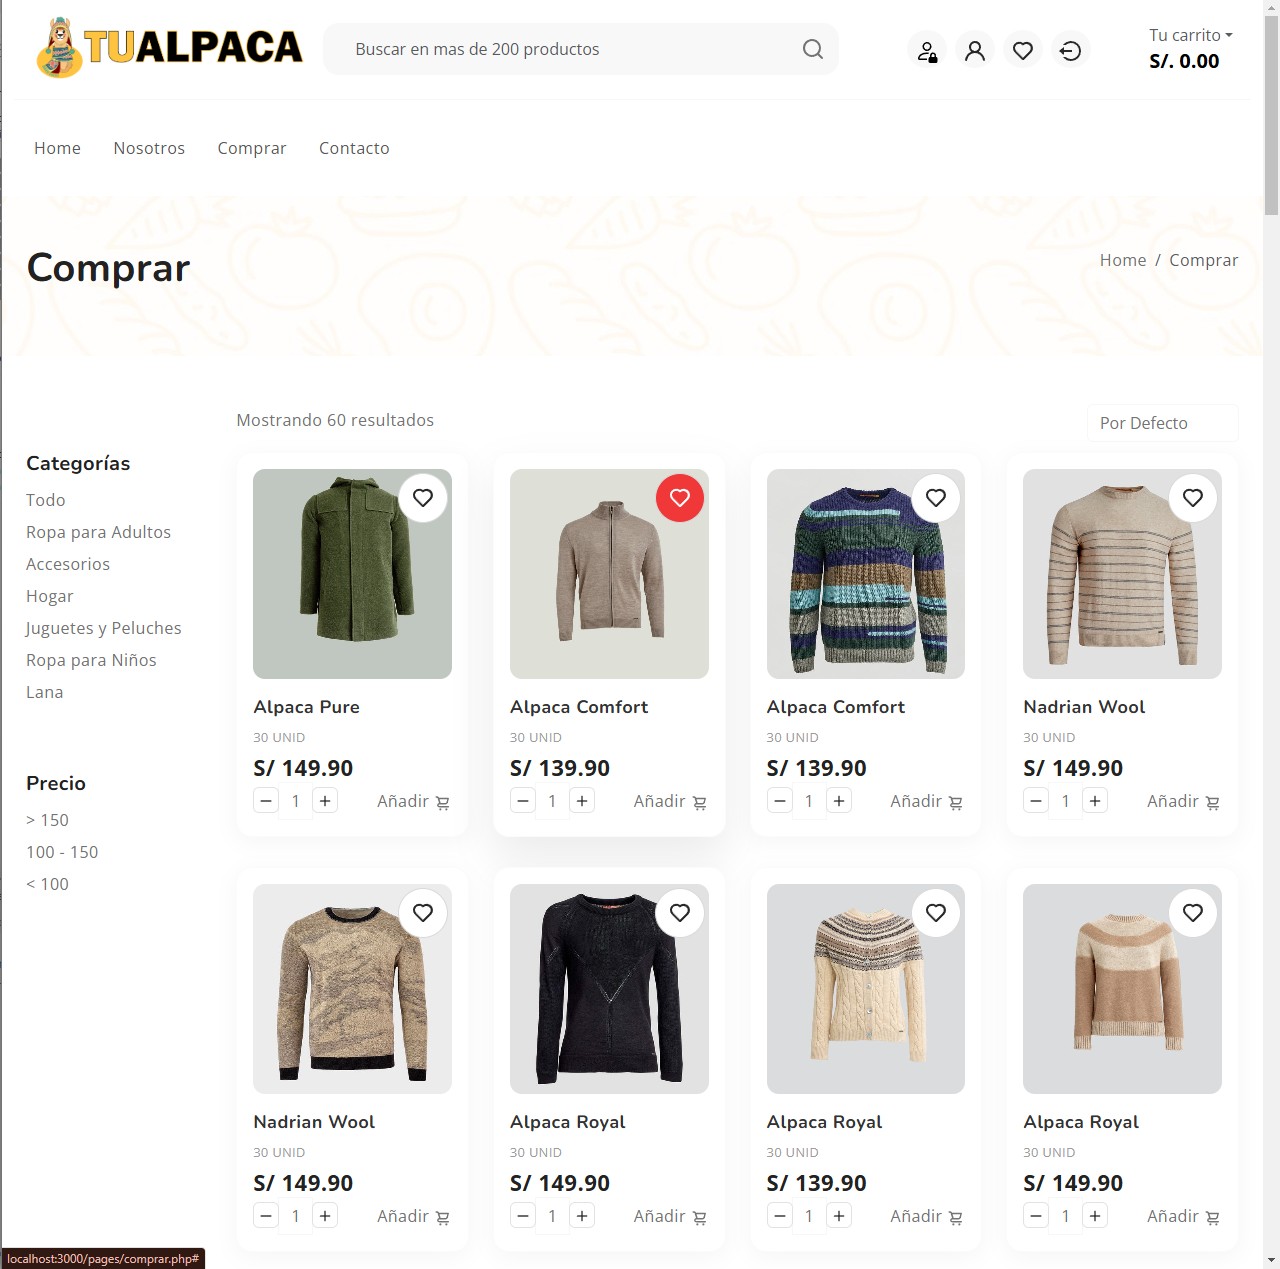 TUALPACA
Buscar en mas de 200 productos
Tu carrito
S/. 0.00
Home
Nosotros
Comprar
Contacto
Comprar
Home / Comprar
Mostrando 60 resultados
Por Defecto
Categorías
Todo
Ropa para Adultos
Accesorios
Hogar
Juguetes y Peluches
Ropa para Niños
Lana
Precio
> 150
100 - 150
< 100
Alpaca Pure
30 UNID
S/ 149.90
1
Añadir
Alpaca Comfort
30 UNID
S/ 139.90
1
Añadir
Alpaca Comfort
30 UNID
S/ 139.90
1
Añadir
Nadrian Wool
30 UNID
S/ 149.90
1
Añadir
Nadrian Wool
30 UNID
S/ 149.90
1
Añadir
Alpaca Royal
30 UNID
S/ 149.90
1
Añadir
Alpaca Royal
30 UNID
S/ 139.90
1
Añadir
Alpaca Royal
30 UNID
S/ 149.90
1
Añadir
localhost:3000/pages/comprar.php#